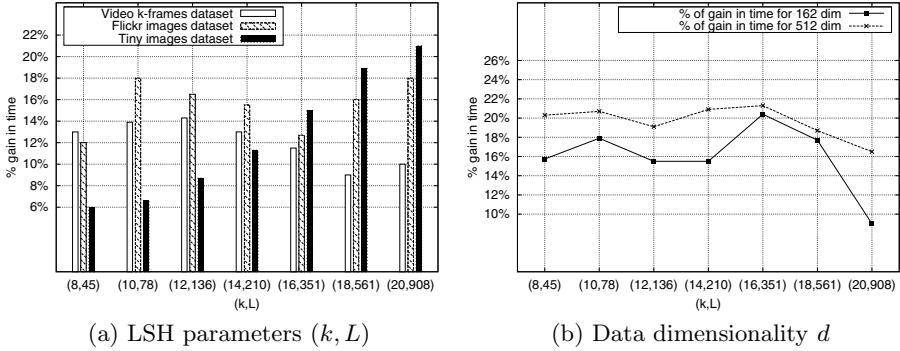 Video k-frames dataset
Flickr images dataset
Tiny images dataset
22%
20%
18%
16%
14%
12%
10%
8%
6%
% gain in time
(8,45) (10,78) (12,136) (14,210) (16,351) (18,561) (20,908)
(k,L)
(a) LSH parameters (k, L)
% of gain in time for 162 dim
% of gain in time for 512 dim
26%
24%
22%
20%
18%
16%
14%
12%
10%
% gain in time
(8,45) (10,78) (12,136) (14,210) (16,351) (18,561) (20,908)
(k,L)
(b) Data dimensionality d